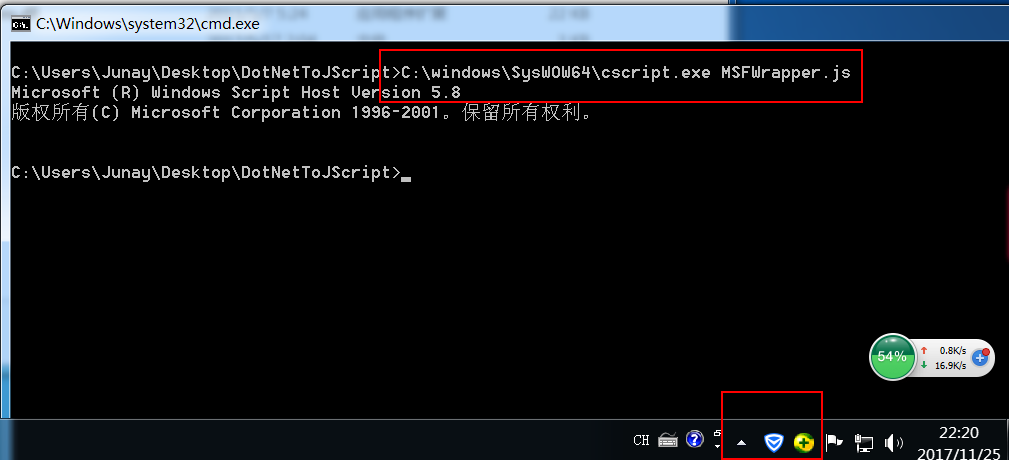 C:\Windows\system32\cmd.exe
C:\Users\Junay\Desktop\DotNetToJScript>C:\windows\SysWOW64\cscript.exe MSFWrapper.js
Microsoft (R) Windows Script Host Version 5.8
版权所有(C) Microsoft Corporation 1996-2001。保留所有权利。
C:\Users\Junay\Desktop\DotNetToJScript>
54%
0.8K/s
16.9K/s
CH
22:20
2017/11/25